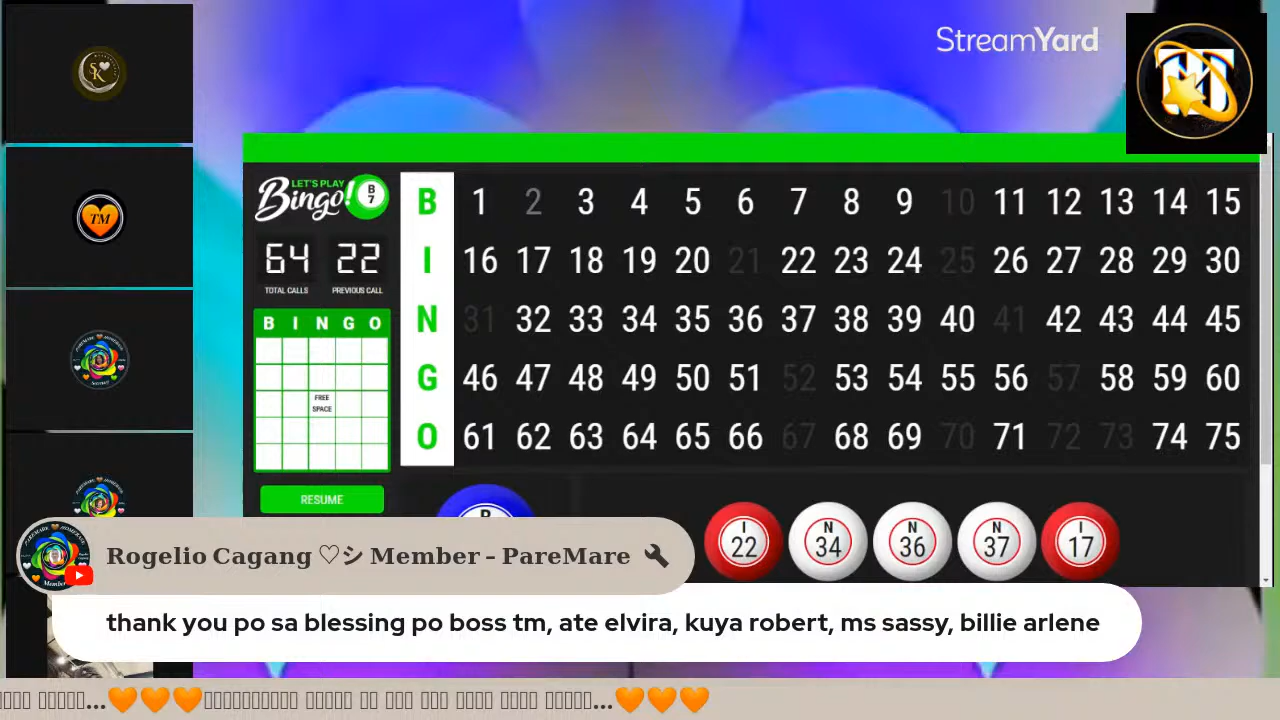 StreamYard
SK
TM
LET'S PLAY
Bingo!
B
7
64 22
TOTAL CALLS PREVIOUS CALL
B I N G O
FREE
SPACE
RESUME
B 1 2 3 4 5 6 7 8 9 10 11 12 13 14 15
I 16 17 18 19 20 21 22 23 24 25 26 27 28 29 30
N 31 32 33 34 35 36 37 38 39 40 41 42 43 44 45
G 46 47 48 49 50 51 52 53 54 55 56 57 58 59 60
O 61 62 63 64 65 66 67 68 69 70 71 72 73 74 75
I N N N I
22 34 36 37 17
Rogelio Cagang ♡シ Member – PareMare
thank you po sa blessing po boss tm, ate elvira, kuya robert, ms sassy, billie arlene